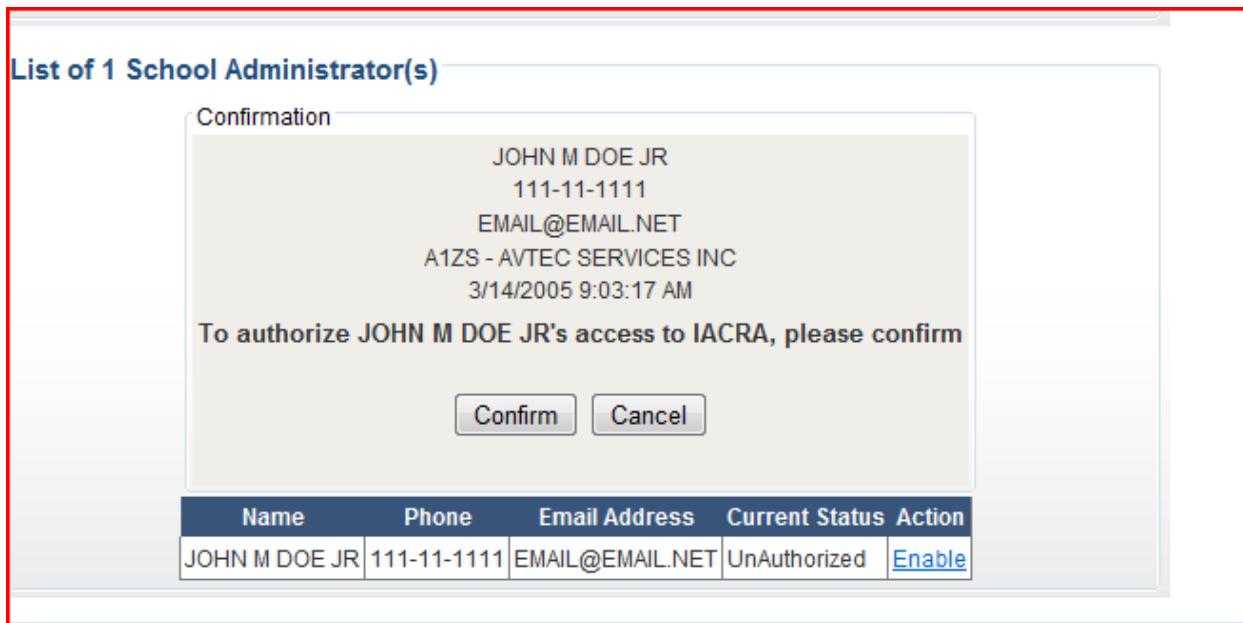 List of 1 School Administrator(s)
Confirmation
JOHN M DOE JR
111-11-1111
EMAIL@EMAIL.NET
A1ZS - AVTEC SERVICES INC
3/14/2005 9:03:17 AM
To authorize JOHN M DOE JR's access to IACRA, please confirm
Confirm Cancel
Name Phone Email Address Current Status Action
JOHN M DOE JR 111-11-1111 EMAIL@EMAIL.NET UnAuthorized Enable